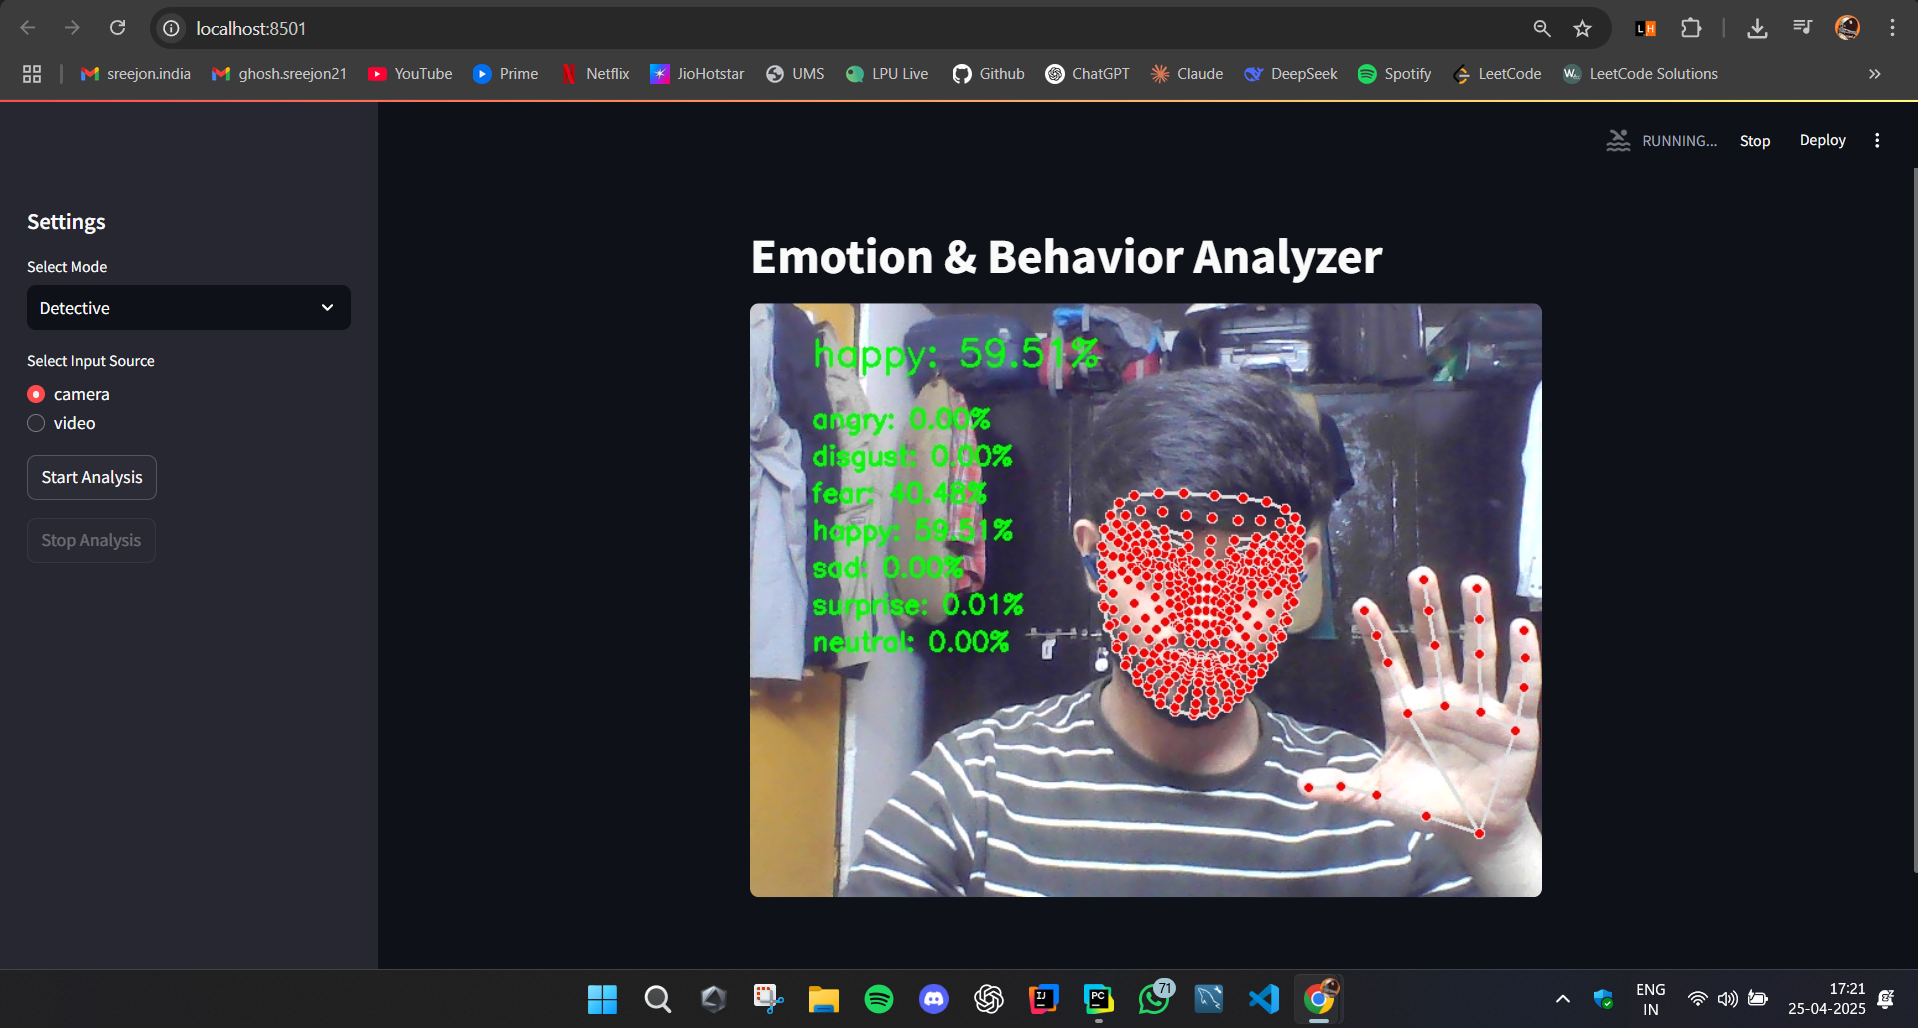 localhost:8501
sreejon.india
ghosh.sreejon21
YouTube
Prime
Netflix
JioHotstar
UMS
LPU Live
Github
ChatGPT
Claude
DeepSeek
Spotify
LeetCode
LeetCode Solutions
RUNNING...
Stop
Deploy
Settings
Select Mode
Detective
Select Input Source
camera
video
Start Analysis
Stop Analysis
Emotion & Behavior Analyzer
happy: 59.51%
angry: 0.00%
disgust: 0.00%
fear: 40.48%
happy: 59.51%
sad: 0.00%
surprise: 0.01%
neutral: 0.00%
71
ENG
IN
17:21
25-04-2025